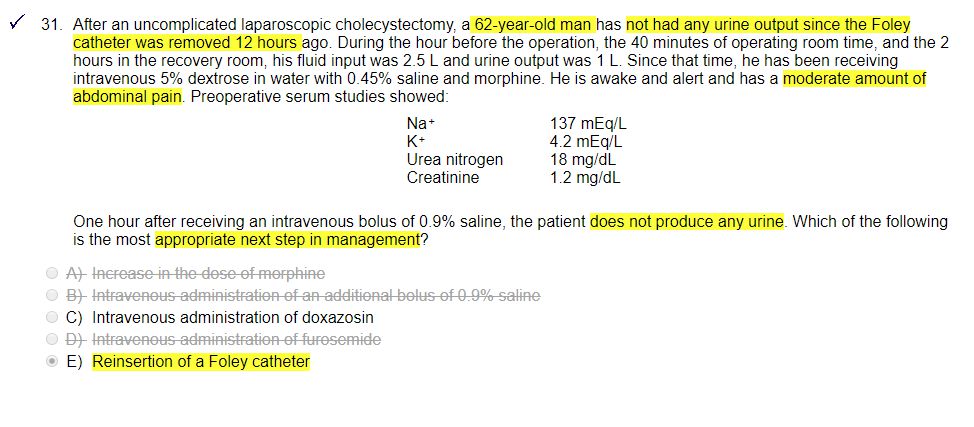 ✓ 31. After an uncomplicated laparoscopic cholecystectomy, a 62-year-old man has not had any urine output since the Foley
catheter was removed 12 hours ago. During the hour before the operation, the 40 minutes of operating room time, and the 2
hours in the recovery room, his fluid input was 2.5 L and urine output was 1 L. Since that time, he has been receiving
intravenous 5% dextrose in water with 0.45% saline and morphine. He is awake and alert and has a moderate amount of
abdominal pain. Preoperative serum studies showed:
Na+ 137 mEq/L
K+ 4.2 mEq/L
Urea nitrogen 18 mg/dL
Creatinine 1.2 mg/dL
One hour after receiving an intravenous bolus of 0.9% saline, the patient does not produce any urine. Which of the following
is the most appropriate next step in management?
A) Increase in the dose of morphine
B) Intravenous administration of an additional bolus of 0.9% saline
C) Intravenous administration of doxazosin
D) Intravenous administration of furosemide
E) Reinsertion of a Foley catheter